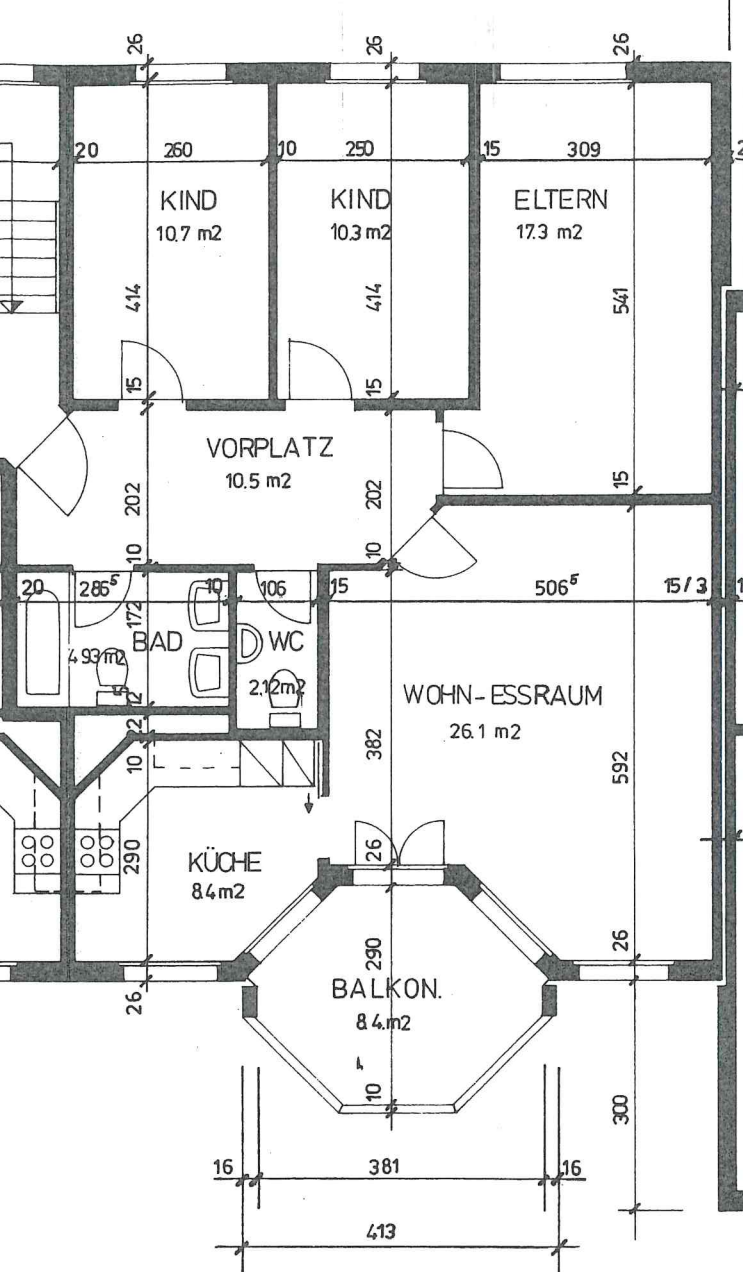 26
26
26
20
260
10
250
15
309
KIND
10.7 m2
KIND
10.3 m2
ELTERN
17.3 m2
414
414
541
15
15
VORPLATZ
10.5 m2
15
202
202
10
10
20
286⁵
10
106
15
506⁵
15/3
172
BAD
4.93 m2
WC
2.12 m2
12
WOHN-ESSRAUM
26.1 m2
10
382
592
290
KÜCHE
8.4 m2
26
290
26
BALKON.
8.4 m2
26
10
300
16
381
16
413